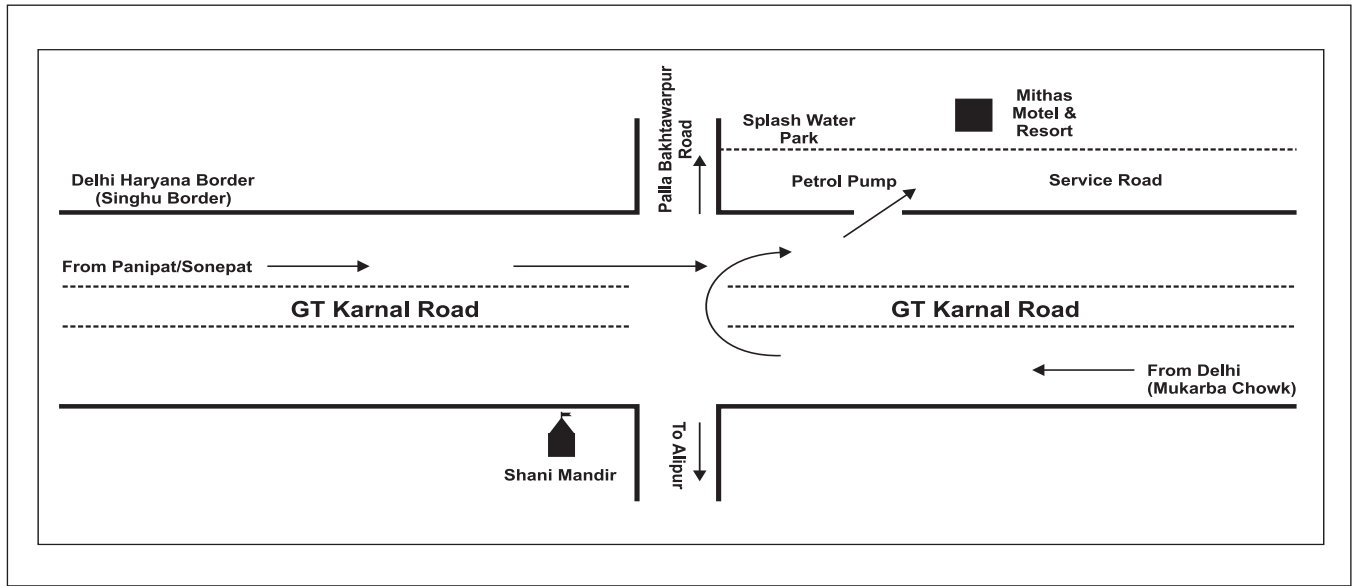 Palla Bakhtawarpur
Road
Splash Water
Park
Mithas
Motel &
Resort
Delhi Haryana Border
(Singhu Border)
Petrol Pump
Service Road
From Panipat/Sonepat
GT Karnal Road
GT Karnal Road
From Delhi
(Mukarba Chowk)
Shani Mandir
To Alipur